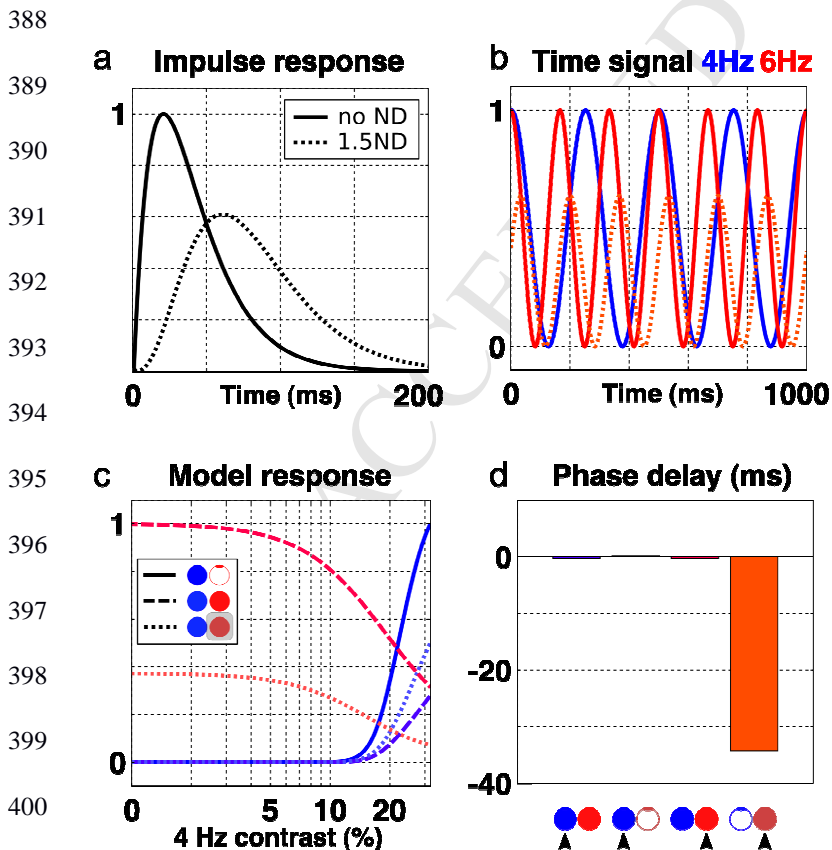 388
a Impulse response
b Time signal 4Hz 6Hz
389
1
no ND
1.5ND
1
390
391
392
393
0
394
0 Time (ms) 200
0 Time (ms) 1000
ACCE
D
395
c Model response
d Phase delay (ms)
396
1
0
397
398
-20
399
0
-40
400
0 5 10 20
4 Hz contrast (%)